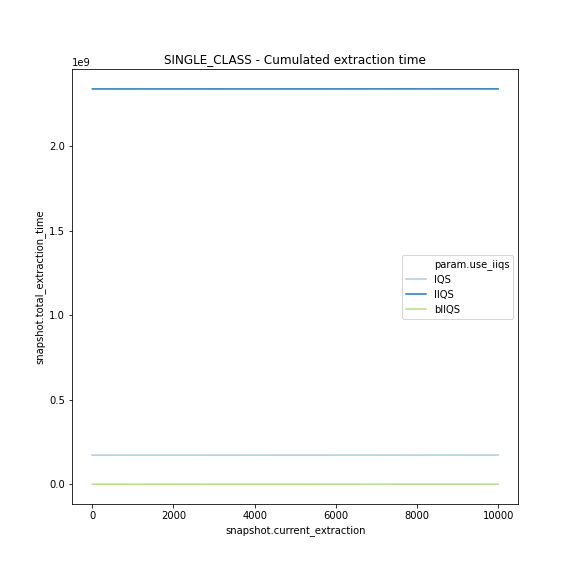 SINGLE_CLASS - Cumulated extraction time
1e9
2.0
1.5
1.0
0.5
0.0
snapshot.total_extraction_time
param.use_iiqs
IQS
IIQS
bIIQS
0
2000
4000
6000
8000
10000
snapshot.current_extraction